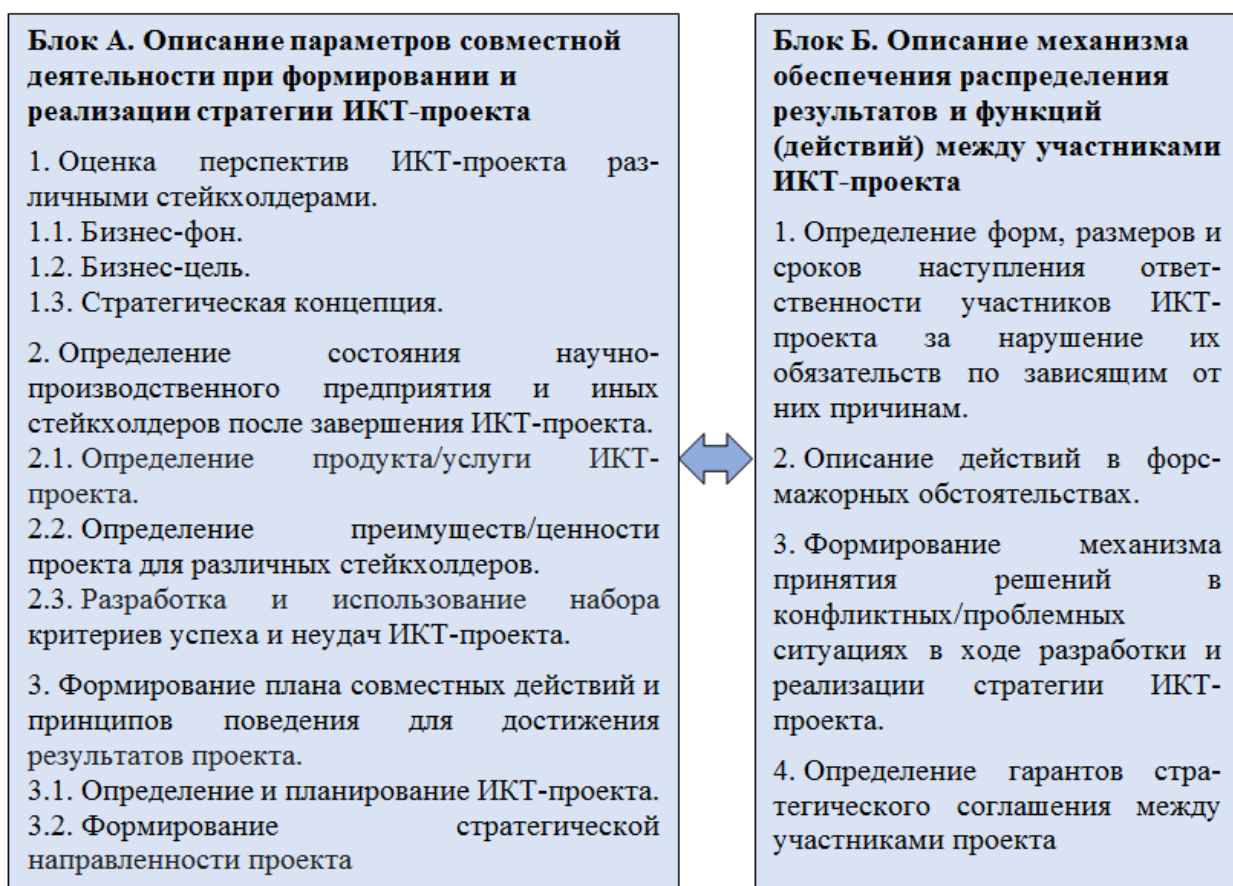 Блок А. Описание параметров совместной
деятельности при формировании и
реализации стратегии ИКТ-проекта
1. Оценка перспектив ИКТ-проекта раз-
личными стейкхолдерами.
1.1. Бизнес-фон.
1.2. Бизнес-цель.
1.3. Стратегическая концепция.
2. Определение состояния научно-
производственного предприятия и иных
стейкхолдеров после завершения ИКТ-проекта.
2.1. Определение продукта/услуги ИКТ-
проекта.
2.2. Определение преимуществ/ценности
проекта для различных стейкхолдеров.
2.3. Разработка и использование набора
критериев успеха и неудач ИКТ-проекта.
3. Формирование плана совместных действий и
принципов поведения для достижения
результатов проекта.
3.1. Определение и планирование ИКТ-проекта.
3.2. Формирование стратегической
направленности проекта
Блок Б. Описание механизма
обеспечения распределения
результатов и функций
(действий) между участниками
ИКТ-проекта
1. Определение форм, размеров и
сроков наступления ответ-
ственности участников ИКТ-
проекта за нарушение их
обязательств по зависящим от
них причинам.
2. Описание действий в форс-
мажорных обстоятельствах.
3. Формирование механизма
принятия решений в
конфликтных/проблемных
ситуациях в ходе разработки и
реализации стратегии ИКТ-
проекта.
4. Определение гарантов стра-
тегического соглашения между
участниками проекта